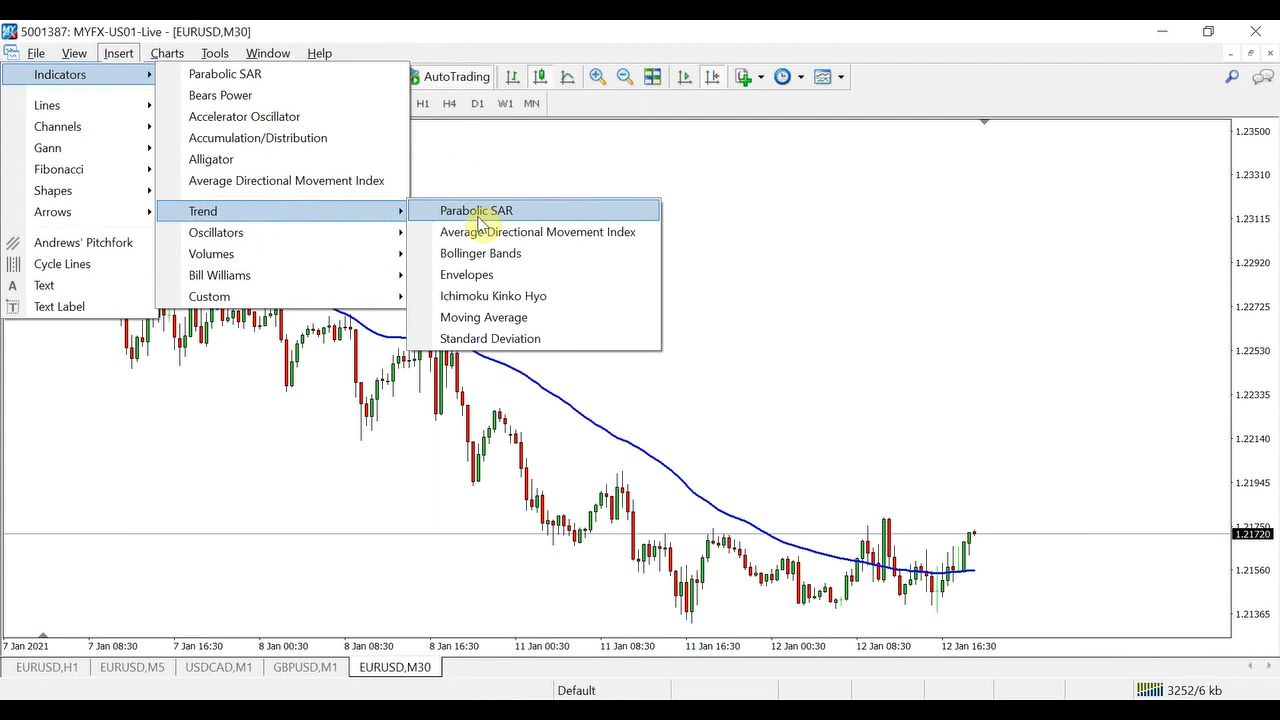 5001387: MYFX-US01-Live - [EURUSD,M30]
File View Insert Charts Tools Window Help
Indicators
Lines
Channels
Gann
Fibonacci
Shapes
Arrows
Andrews' Pitchfork
Cycle Lines
Text
Text Label
Parabolic SAR
Bears Power
Accelerator Oscillator
Accumulation/Distribution
Alligator
Average Directional Movement Index
Trend
Oscillators
Volumes
Bill Williams
Custom
Parabolic SAR
Average Directional Movement Index
Bollinger Bands
Envelopes
Ichimoku Kinko Hyo
Moving Average
Standard Deviation
AutoTrading
H1 H4 D1 W1 MN
1.23500
1.23310
1.23115
1.22920
1.22725
1.22530
1.22335
1.22140
1.21945
1.21750
1.21720
1.21560
1.21365
7 Jan 2021 7 Jan 08:30 7 Jan 16:30 8 Jan 00:30 8 Jan 08:30 8 Jan 16:30 11 Jan 00:30 11 Jan 08:30 11 Jan 16:30 12 Jan 00:30 12 Jan 08:30 12 Jan 16:30
EURUSD,H1 EURUSD,M5 USDCAD,M1 GBPUSD,M1 EURUSD,M30
Default 3252/6 kb